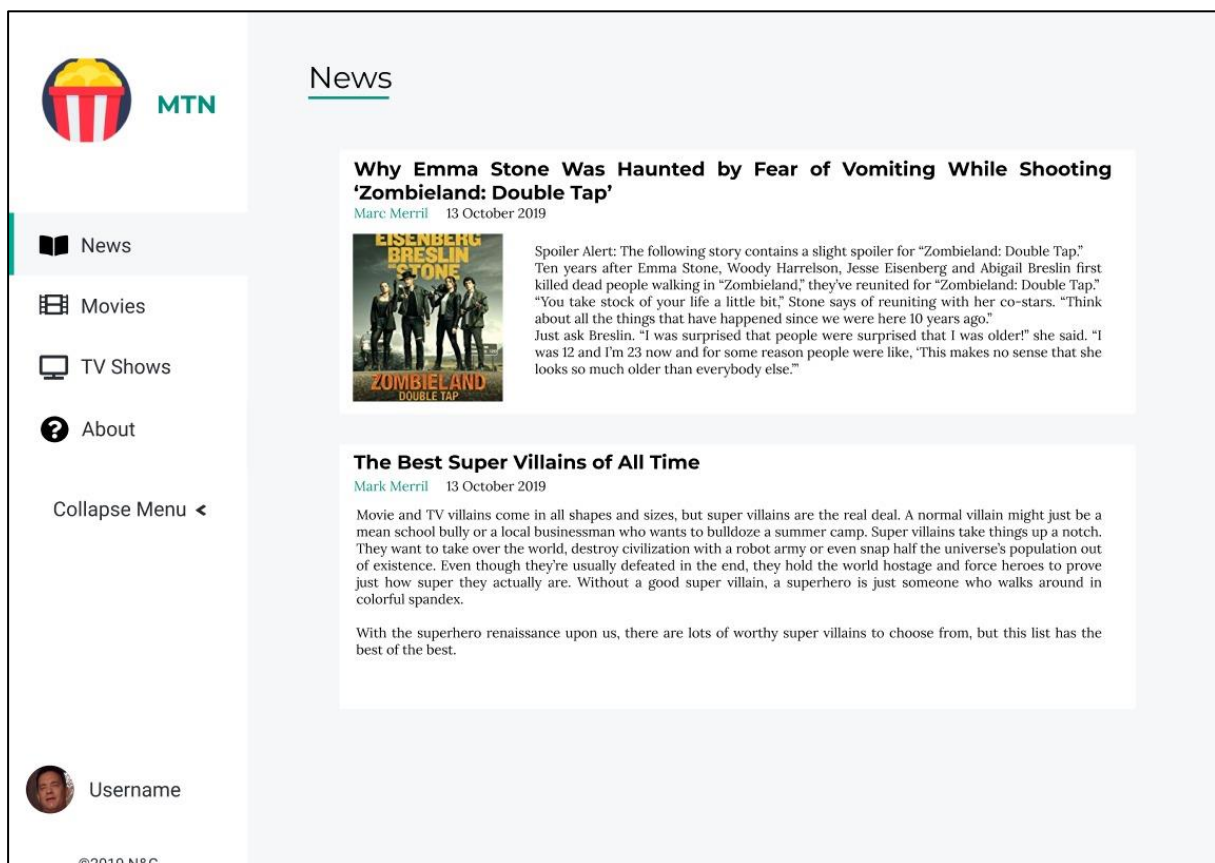 MTN
News
Movies
TV Shows
About
Collapse Menu <
Username
©2019 N&C
News
Why Emma Stone Was Haunted by Fear of Vomiting While Shooting
‘Zombieland: Double Tap’
Marc Merril 13 October 2019
EISENBERG
BRESLIN
STONE
ZOMBIELAND
DOUBLE TAP
Spoiler Alert: The following story contains a slight spoiler for “Zombieland: Double Tap.”
Ten years after Emma Stone, Woody Harrelson, Jesse Eisenberg and Abigail Breslin first
killed dead people walking in “Zombieland,” they’ve reunited for “Zombieland: Double Tap.”
“You take stock of your life a little bit,” Stone says of reuniting with her co-stars. “Think
about all the things that have happened since we were here 10 years ago.”
Just ask Breslin. “I was surprised that people were surprised that I was older!” she said. “I
was 12 and I’m 23 now and for some reason people were like, ‘This makes no sense that she
looks so much older than everybody else.’”
The Best Super Villains of All Time
Mark Merril 13 October 2019
Movie and TV villains come in all shapes and sizes, but super villains are the real deal. A normal villain might just be a
mean school bully or a local businessman who wants to bulldoze a summer camp. Super villains take things up a notch.
They want to take over the world, destroy civilization with a robot army or even snap half the universe’s population out
of existence. Even though they’re usually defeated in the end, they hold the world hostage and force heroes to prove
just how super they actually are. Without a good super villain, a superhero is just someone who walks around in
colorful spandex.
With the superhero renaissance upon us, there are lots of worthy super villains to choose from, but this list has the
best of the best.